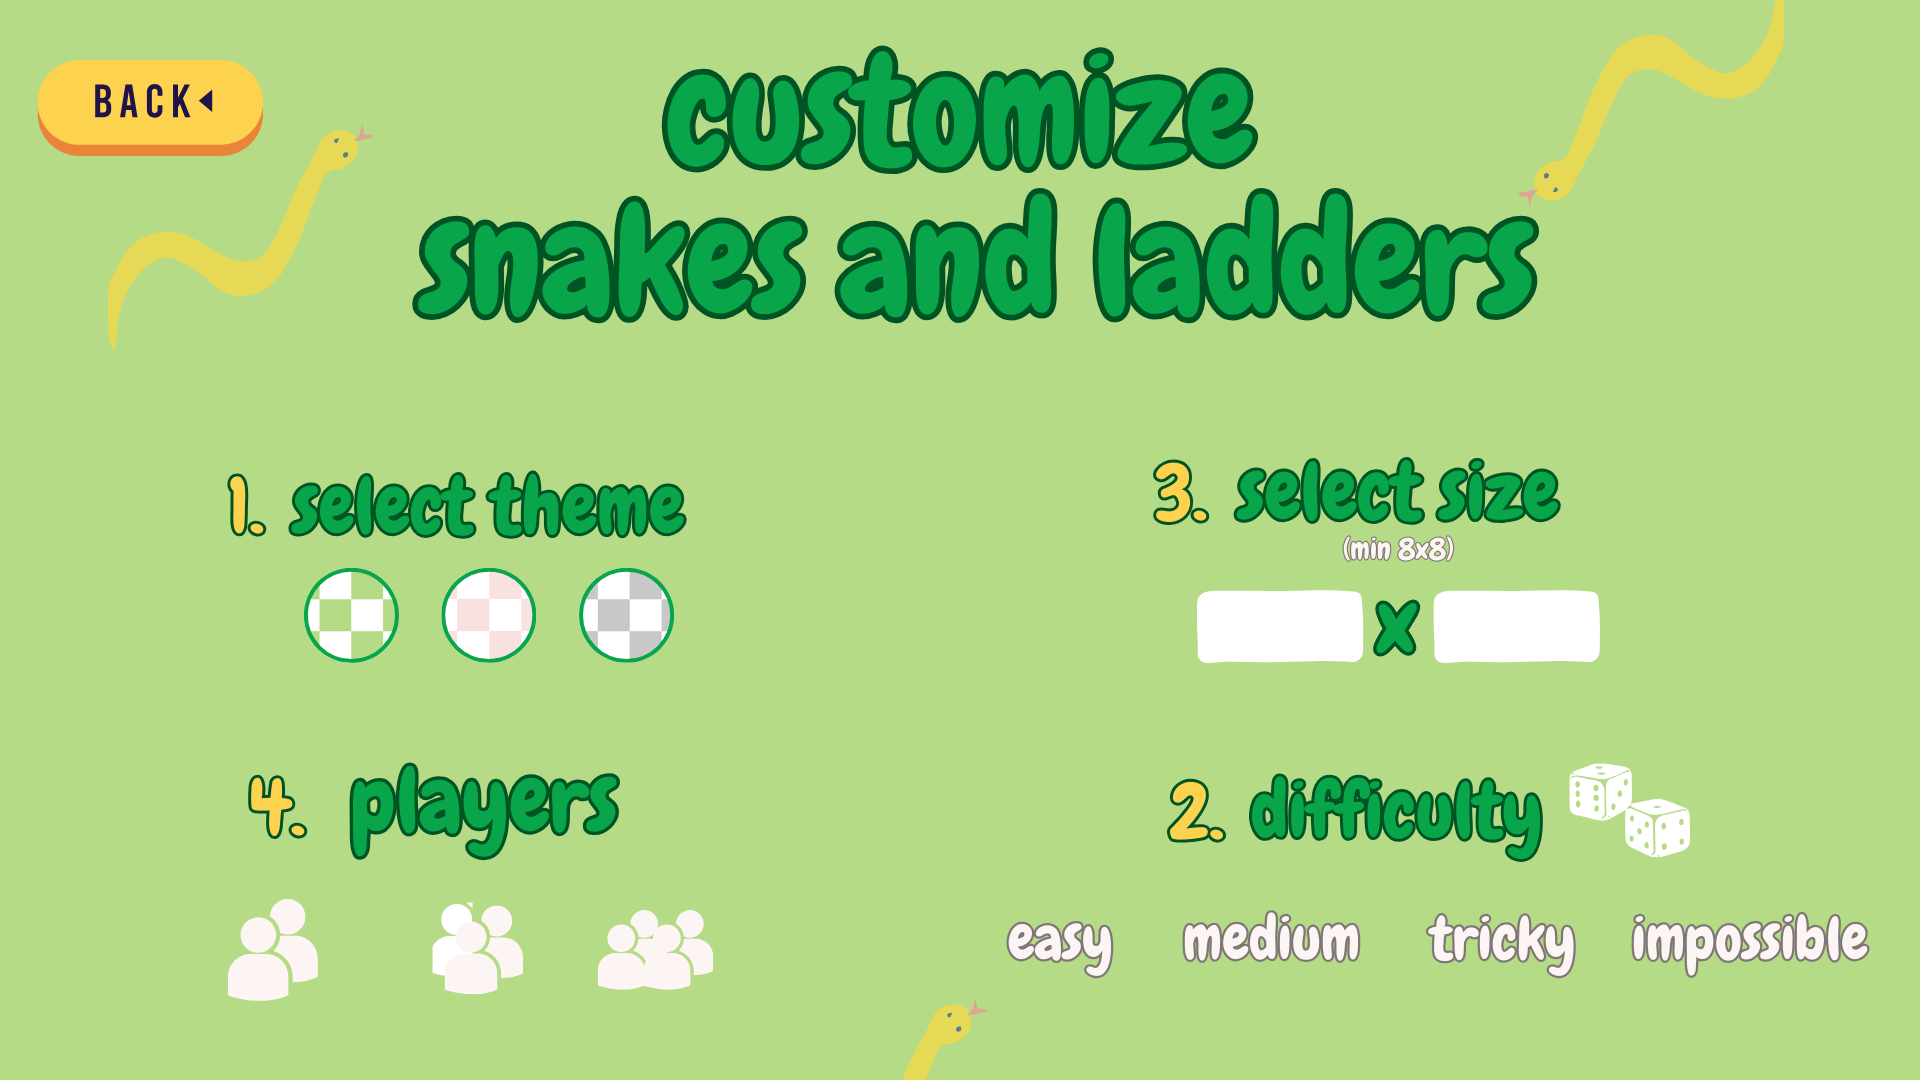 BACK
customize
snakes and ladders
1. select theme
3. select size
(min 8x8)
x
4. players
2. difficulty
easy medium tricky impossible